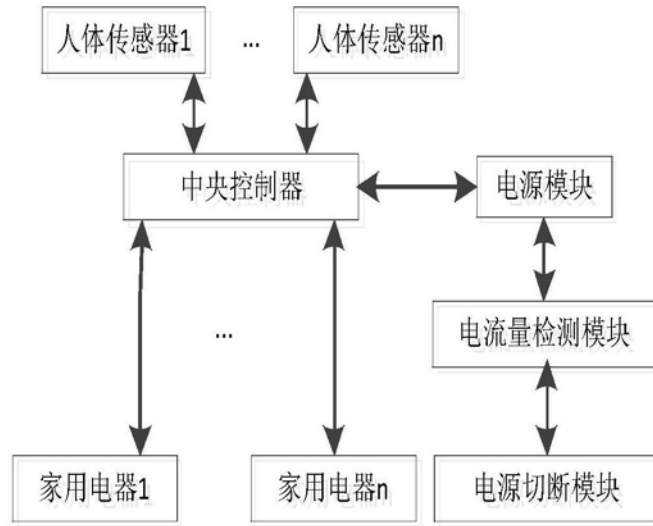 人体传感器1
...
人体传感器n
中央控制器
电源模块
...
电流量检测模块
家用电器1
家用电器n
电源切断模块